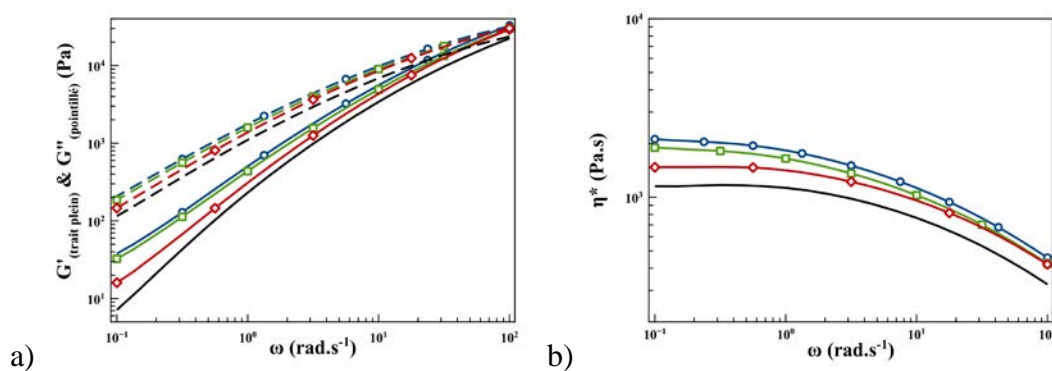 G'(trait plein) & G''(pointillé) (Pa)
10⁴
10³
10²
10¹
10⁻¹ 10⁰ 10¹ 10²
ω (rad.s⁻¹)
a)
η* (Pa.s)
10⁴
10³
10⁻¹ 10⁰ 10¹ 10
ω (rad.s⁻¹)
b)